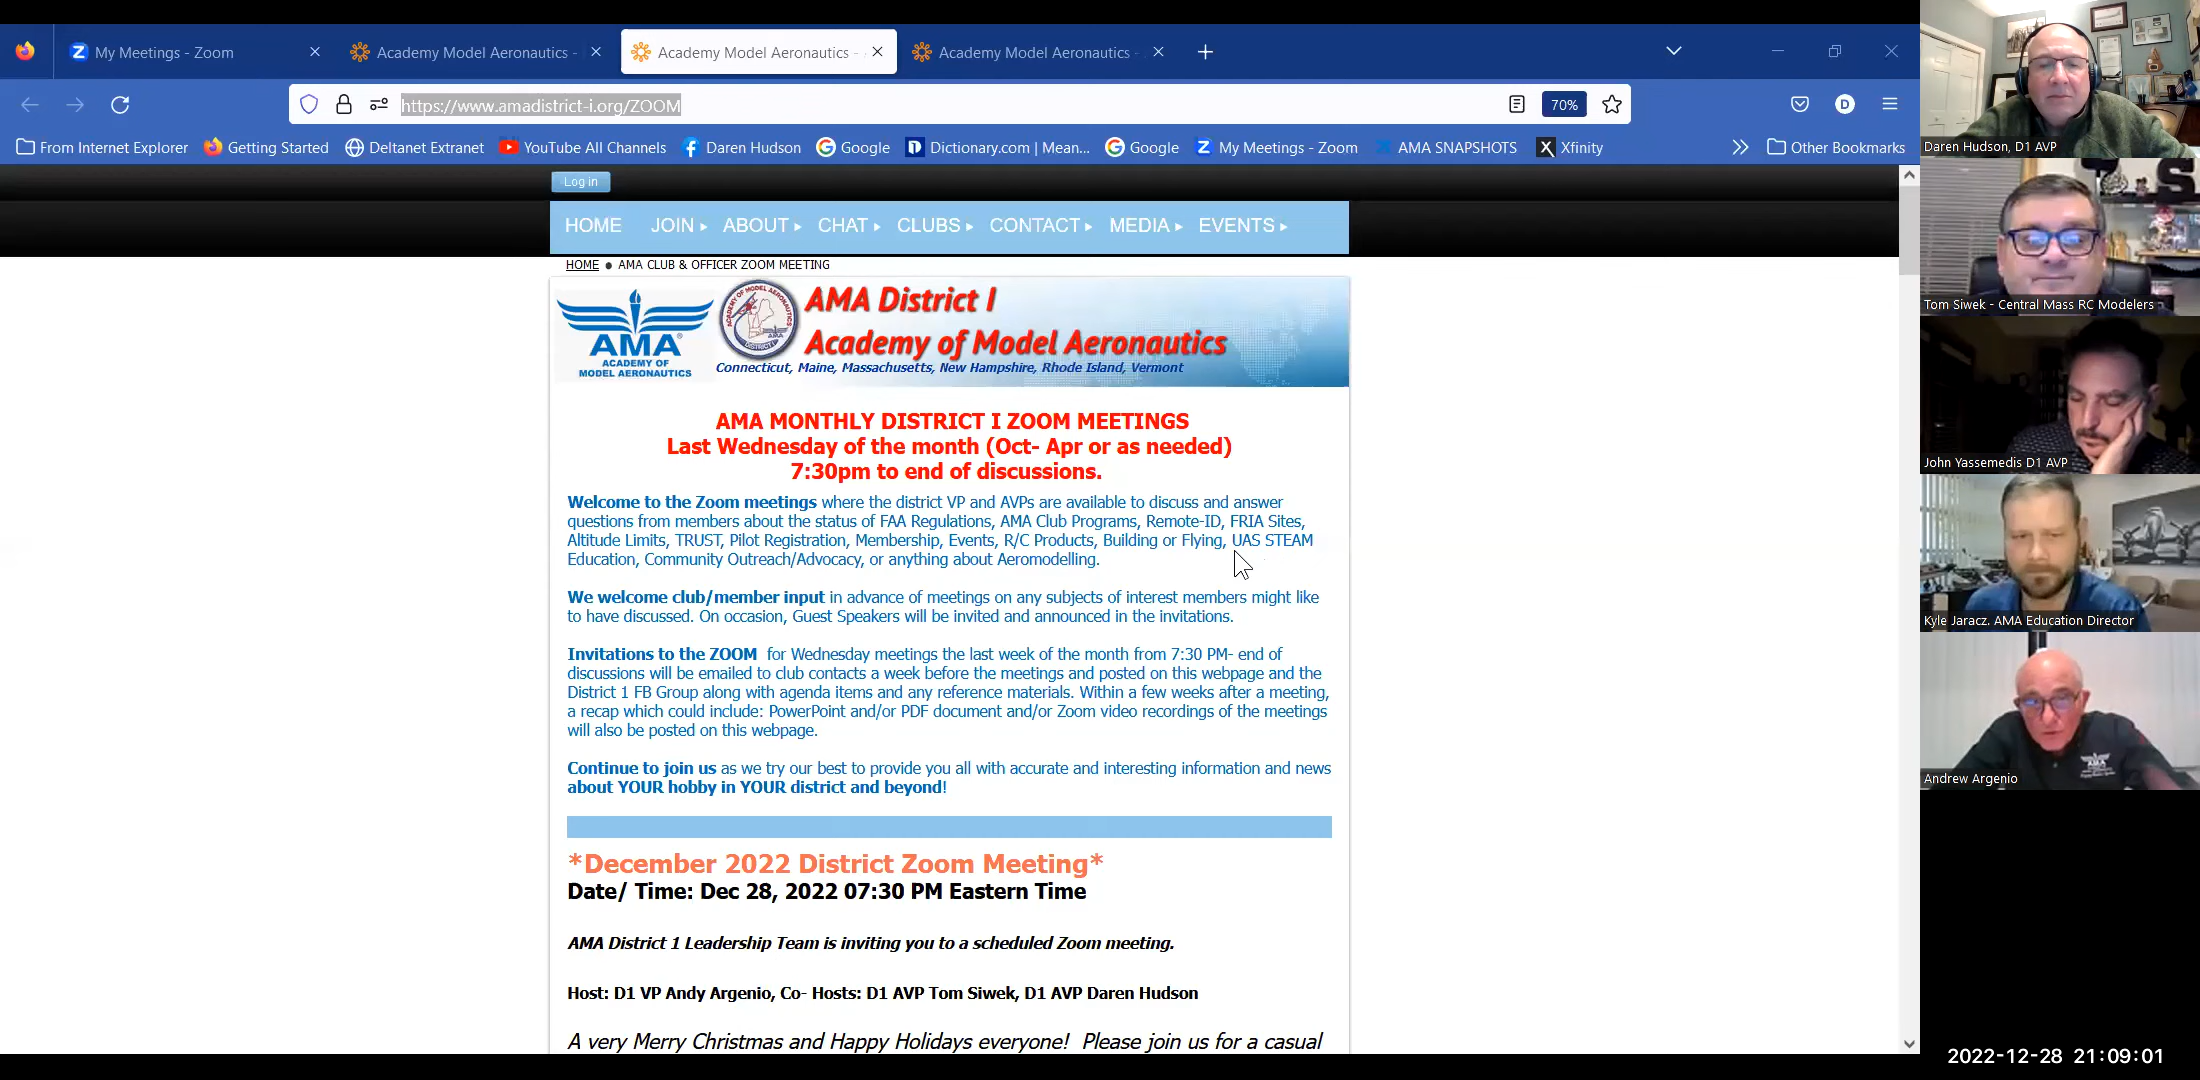 My Meetings - Zoom
Academy Model Aeronautics -
Academy Model Aeronautics -
Academy Model Aeronautics -
https://www.amadistrict-i.org/ZOOM
70%
D
From Internet Explorer
Getting Started
Deltanet Extranet
YouTube All Channels
Daren Hudson
Google
Dictionary.com | Mean...
Google
My Meetings - Zoom
AMA SNAPSHOTS
Xfinity
Other Bookmarks
Log in
HOME JOIN ABOUT CHAT CLUBS CONTACT MEDIA EVENTS
HOME ● AMA CLUB & OFFICER ZOOM MEETING
AMA
ACADEMY OF
MODEL AERONAUTICS
AMA District I
Academy of Model Aeronautics
Connecticut, Maine, Massachusetts, New Hampshire, Rhode Island, Vermont
AMA MONTHLY DISTRICT I ZOOM MEETINGS
Last Wednesday of the month (Oct- Apr or as needed)
7:30pm to end of discussions.
Welcome to the Zoom meetings where the district VP and AVPs are available to discuss and answer
questions from members about the status of FAA Regulations, AMA Club Programs, Remote-ID, FRIA Sites,
Altitude Limits, TRUST, Pilot Registration, Membership, Events, R/C Products, Building or Flying, UAS STEAM
Education, Community Outreach/Advocacy, or anything about Aeromodelling.
We welcome club/member input in advance of meetings on any subjects of interest members might like
to have discussed. On occasion, Guest Speakers will be invited and announced in the invitations.
Invitations to the ZOOM for Wednesday meetings the last week of the month from 7:30 PM- end of
discussions will be emailed to club contacts a week before the meetings and posted on this webpage and the
District 1 FB Group along with agenda items and any reference materials. Within a few weeks after a meeting,
a recap which could include: PowerPoint and/or PDF document and/or Zoom video recordings of the meetings
will also be posted on this webpage.
Continue to join us as we try our best to provide you all with accurate and interesting information and news
about YOUR hobby in YOUR district and beyond!
*December 2022 District Zoom Meeting*
Date/ Time: Dec 28, 2022 07:30 PM Eastern Time
AMA District 1 Leadership Team is inviting you to a scheduled Zoom meeting.
Host: D1 VP Andy Argenio, Co- Hosts: D1 AVP Tom Siwek, D1 AVP Daren Hudson
A very Merry Christmas and Happy Holidays everyone! Please join us for a casual
Daren Hudson, D1 AVP
S
Tom Siwek - Central Mass RC Modelers
John Yassemedis D1 AVP
Kyle Jaracz. AMA Education Director
AMA
Andrew Argenio
2022-12-28 21:09:01